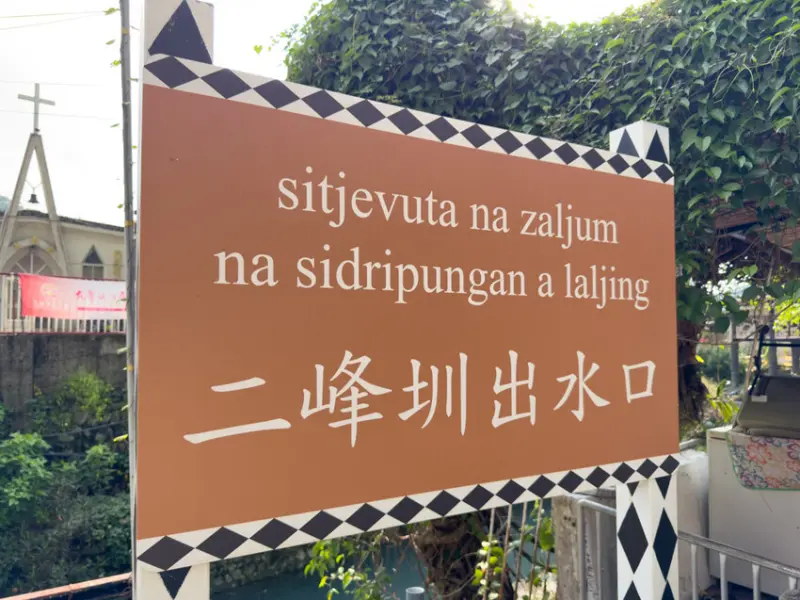 sitjevuta na zaljum
na sidripungan a laljing
二峰圳出水口